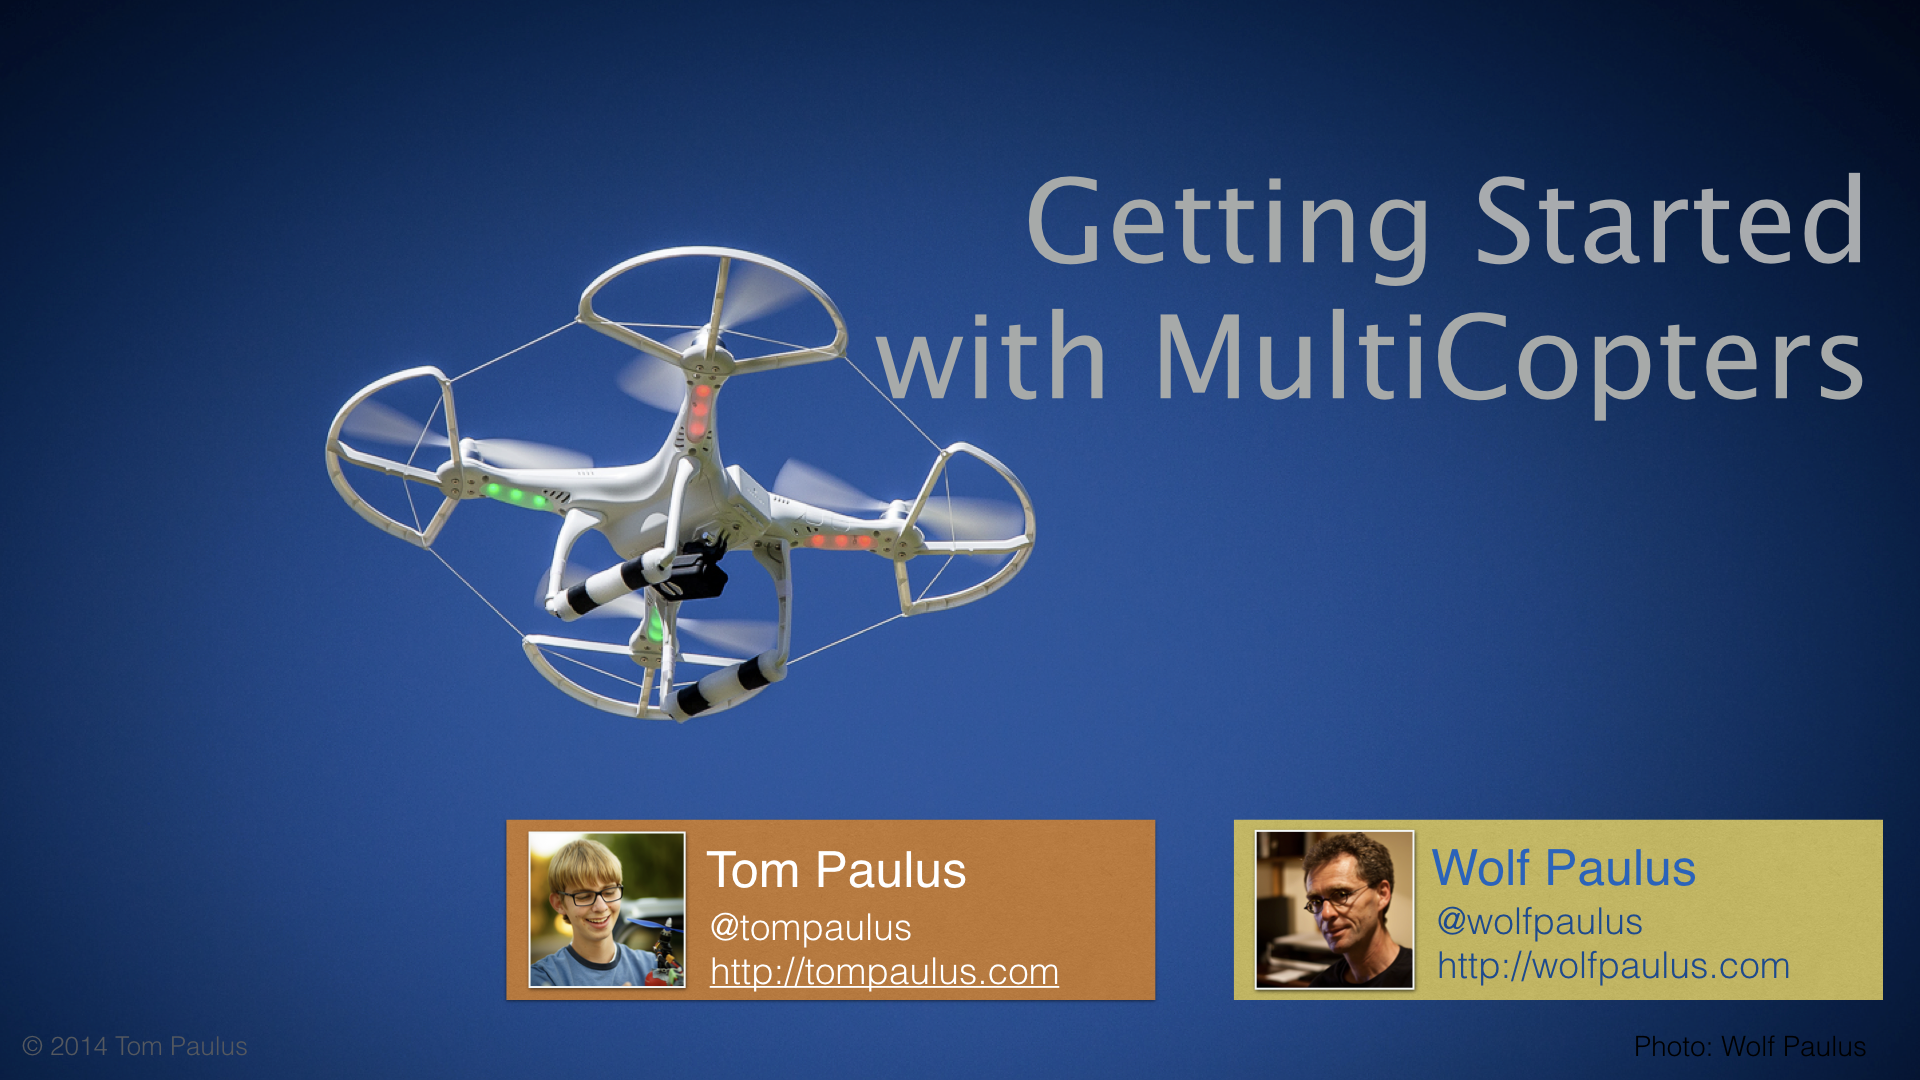 Getting Started
with MultiCopters
Tom Paulus
@tompaulus
http://tompaulus.com
Wolf Paulus
@wolfpaulus
http://wolfpaulus.com
© 2014 Tom Paulus
Photo: Wolf Paulus